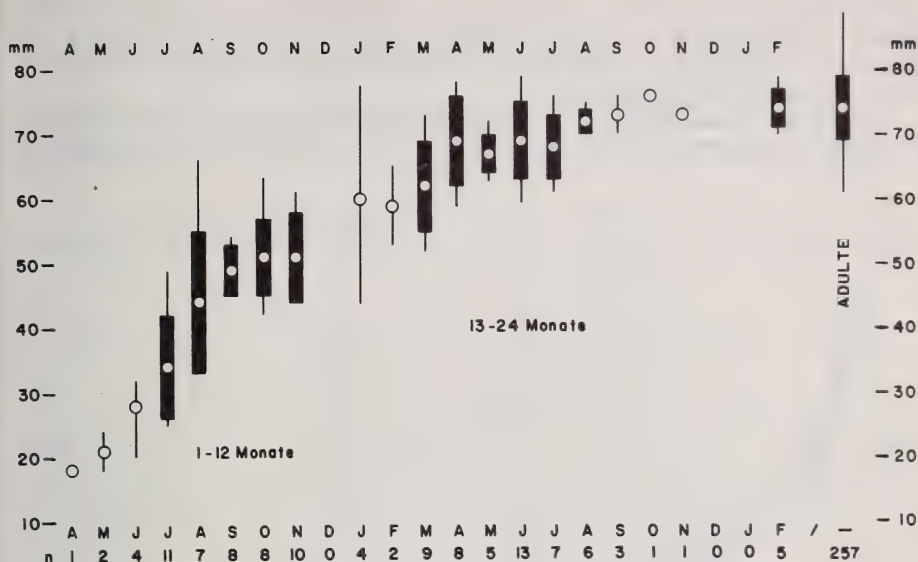 mm A M J J A S O N D J F M A M J J A S O N D J F mm
80— —80
70— —70
60— —60
50— —50
ADULTE
40— —40
13-24 Monate
30— —30
1-12 Monate
20— —20
10— A M J J A S O N D J F M A M J J A S O N D J F / — —10
n 1 2 4 11 7 8 8 10 0 4 2 9 8 5 13 7 6 3 1 1 0 0 5 257